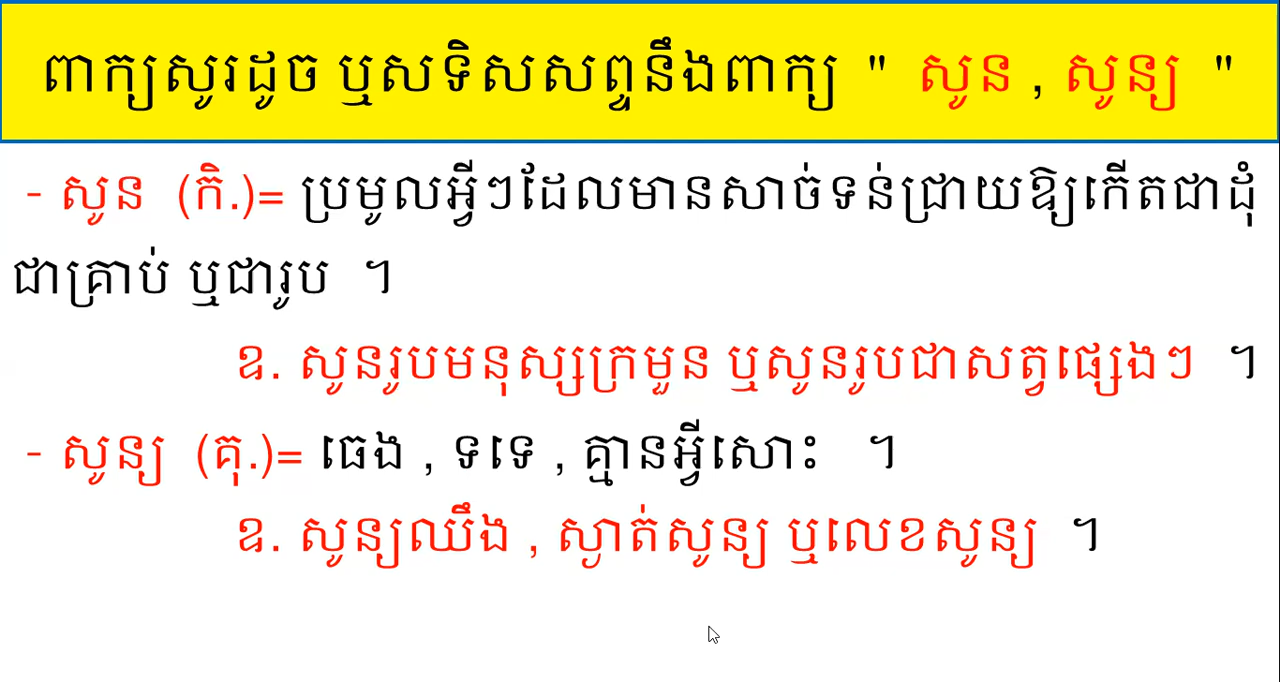 ពាក្យសូរដូច ឬសទិសសព្ទនឹងពាក្យ " សូន , សូន្យ "
- សូន (កិ.)= ប្រមូលអ្វីៗដែលមានសាច់ទន់ជ្រាយឱ្យកើតជាដុំ
ជាគ្រាប់ ឬជារូប ។
ឧ. សូនរូបមនុស្សក្រមួន ឬសូនរូបជាសត្វផ្សេងៗ ។
- សូន្យ (គុ.)= ធេង , ទទេ , គ្មានអ្វីសោះ ។
ឧ. សូន្យឈឹង , ស្ងាត់សូន្យ ឬលេខសូន្យ ។